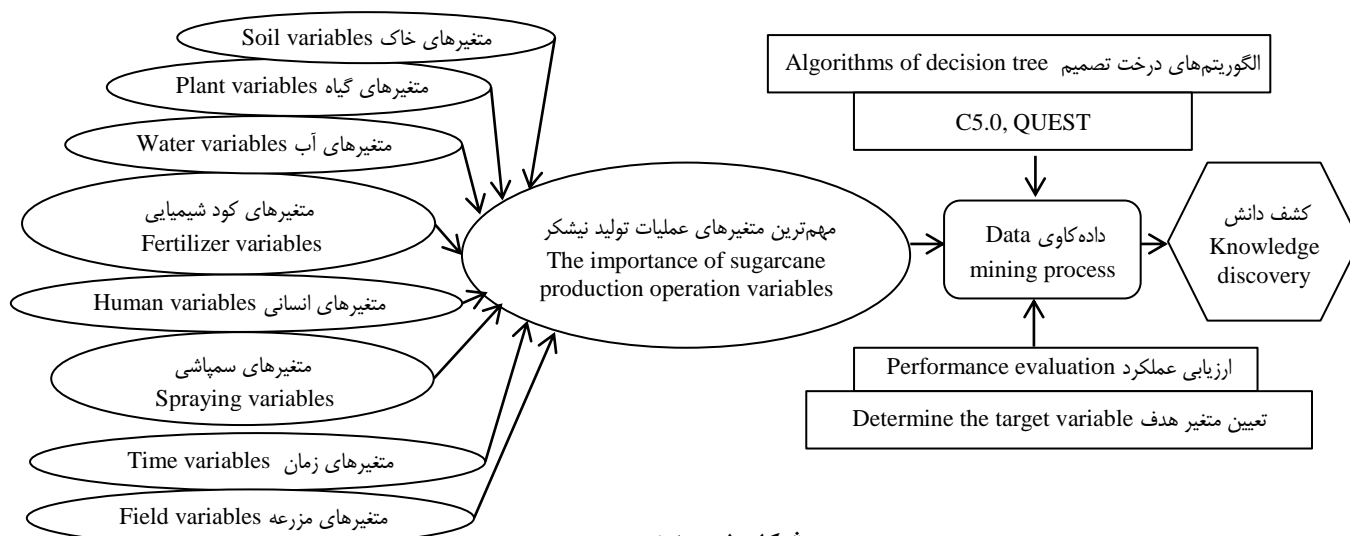 متغیرهای خاک Soil variables
متغیرهای گیاه Plant variables
متغیرهای آب Water variables
متغیرهای کود شیمیایی
Fertilizer variables
متغیرهای انسانی Human variables
متغیرهای سمپاشی
Spraying variables
متغیرهای زمان Time variables
متغیرهای مزرعه Field variables
مهم‌ترین متغیرهای عملیات تولید نیشکر
The importance of sugarcane
production operation variables
الگوریتم‌های درخت تصمیم Algorithms of decision tree
C5.0, QUEST
داده‌کاوی Data
mining process
ارزیابی عملکرد Performance evaluation
تعیین متغیر هدف Determine the target variable
کشف دانش
Knowledge
discovery